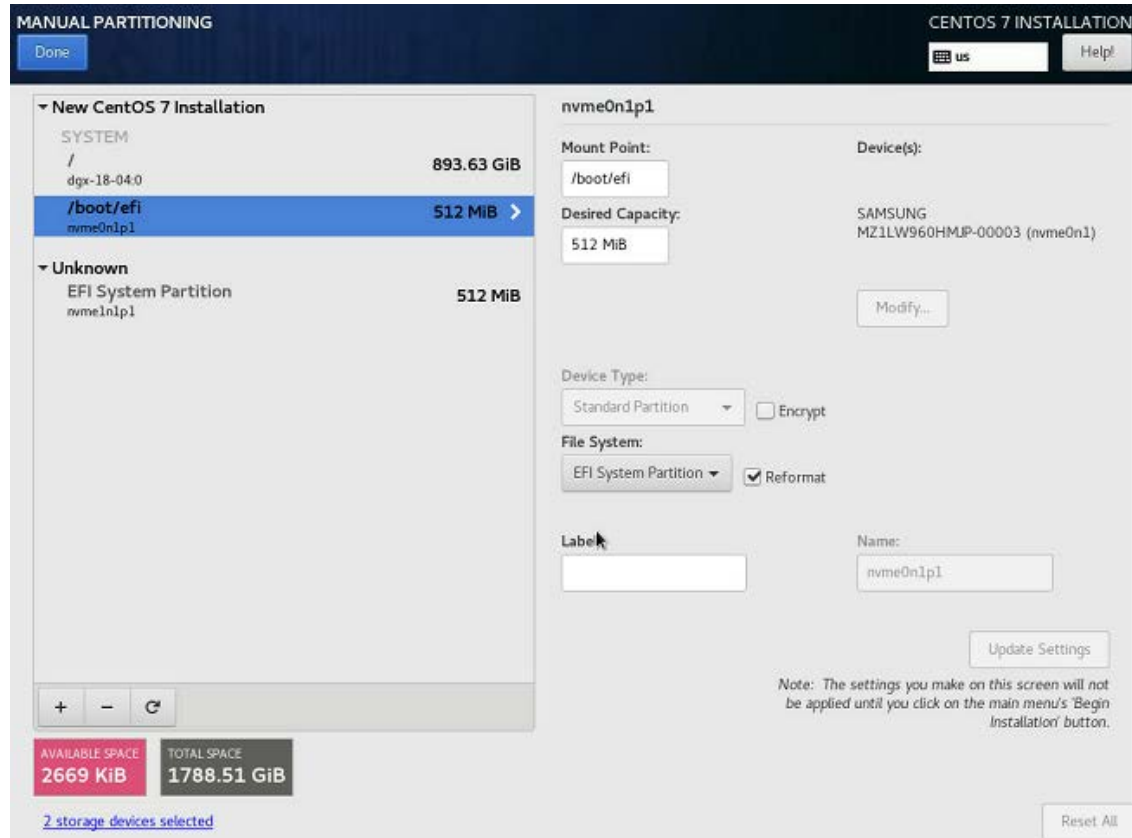 MANUAL PARTITIONING
CENTOS 7 INSTALLATION
Done
us
Help!
New CentOS 7 Installation
SYSTEM
/
893.63 GiB
dgx-18-04:0
/boot/efi
512 MiB
nvme0n1p1
Unknown
EFI System Partition
512 MiB
nvme1n1p1
nvme0n1p1
Mount Point:
Device(s):
/boot/efi
Desired Capacity:
SAMSUNG
MZ1LW960HMJP-00003 (nvme0n1)
512 MiB
Modify...
Device Type:
Standard Partition
Encrypt
File System:
EFI System Partition
Reformat
Label
Name:
nvme0n1p1
Update Settings
Note: The settings you make on this screen will not
be applied until you click on the main menu's 'Begin
Installation' button.
+ −
AVAILABLE SPACE
2669 KiB
TOTAL SPACE
1788.51 GiB
2 storage devices selected
Reset All